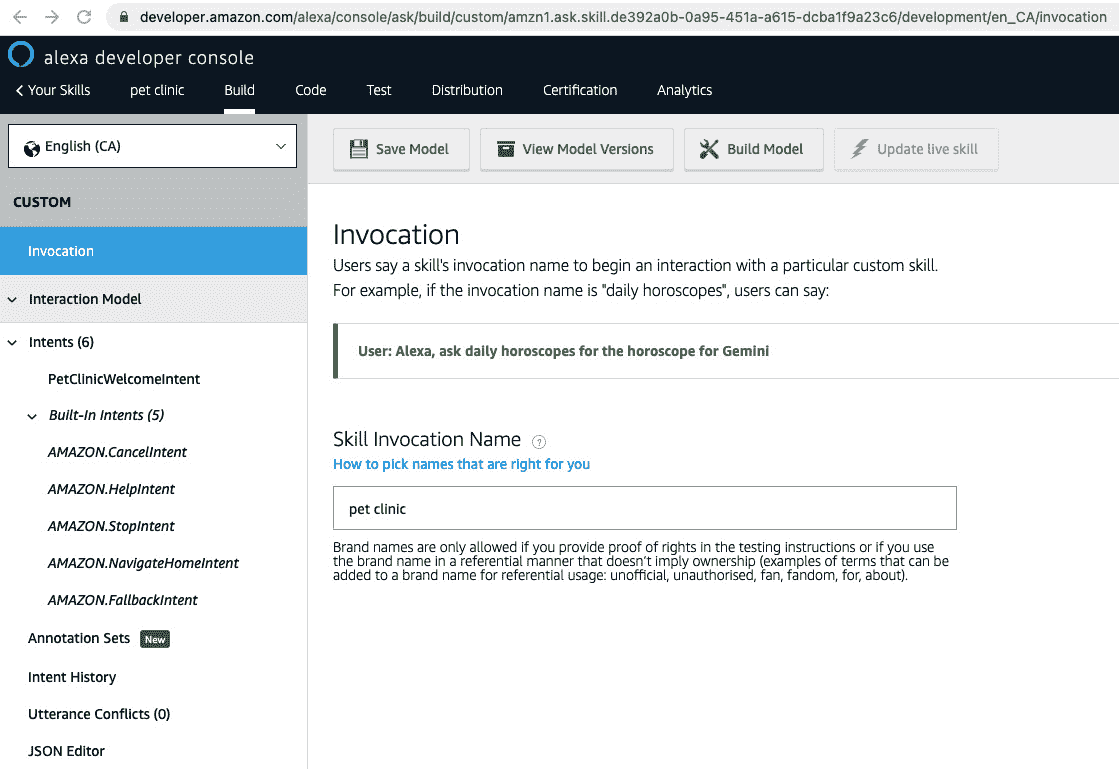 developer.amazon.com/alexa/console/ask/build/custom/amzn1.ask.skill.de392a0b-0a95-451a-a615-dcba1f9a23c6/development/en_CA/invocation
alexa developer console
Your Skills pet clinic Build Code Test Distribution Certification Analytics
English (CA)
Save Model View Model Versions Build Model Update live skill
CUSTOM
Invocation
Interaction Model
Intents (6)
PetClinicWelcomeIntent
Built-In Intents (5)
AMAZON.CancelIntent
AMAZON.HelpIntent
AMAZON.StopIntent
AMAZON.NavigateHomeIntent
AMAZON.FallbackIntent
Annotation Sets New
Intent History
Utterance Conflicts (0)
JSON Editor
Invocation
Users say a skill's invocation name to begin an interaction with a particular custom skill.
For example, if the invocation name is "daily horoscopes", users can say:
User: Alexa, ask daily horoscopes for the horoscope for Gemini
Skill Invocation Name ?
How to pick names that are right for you
pet clinic
Brand names are only allowed if you provide proof of rights in the testing instructions or if you use
the brand name in a referential manner that doesn't imply ownership (examples of terms that can be
added to a brand name for referential usage: unofficial, unauthorised, fan, fandom, for, about).